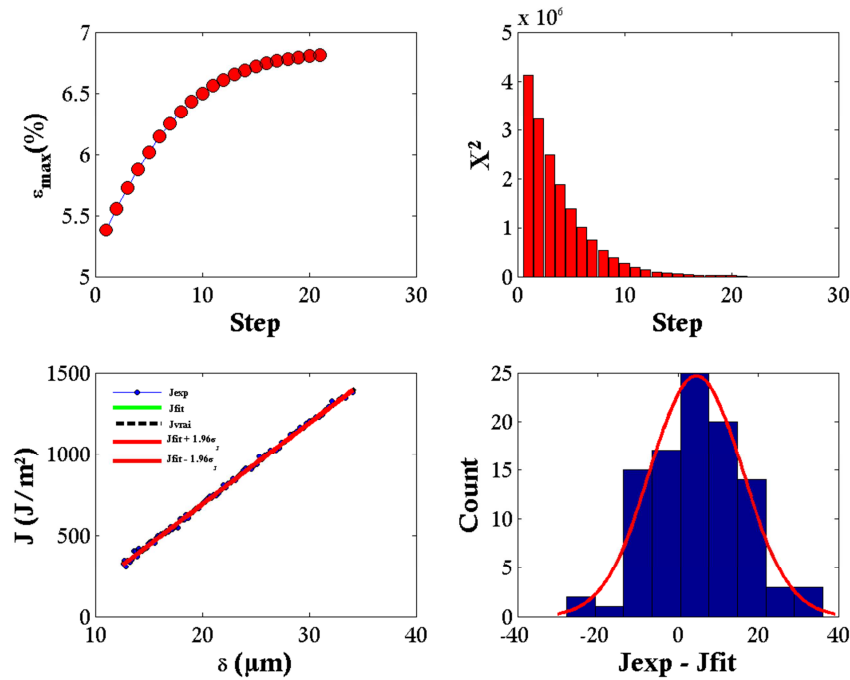 7
6.5
6
5.5
5
ε max (%)
0 10 20 30
Step
x 10⁶
5
4
3
2
1
0
X²
0 10 20 30
Step
1500
1000
500
0
J (J/m²)
Jexp
Jfit
Jvrai
Jfit + 1.96σ J
Jfit - 1.96σ J
10 20 30 40
δ (µm)
25
20
15
10
5
0
Count
-40 -20 0 20 40
Jexp - Jfit